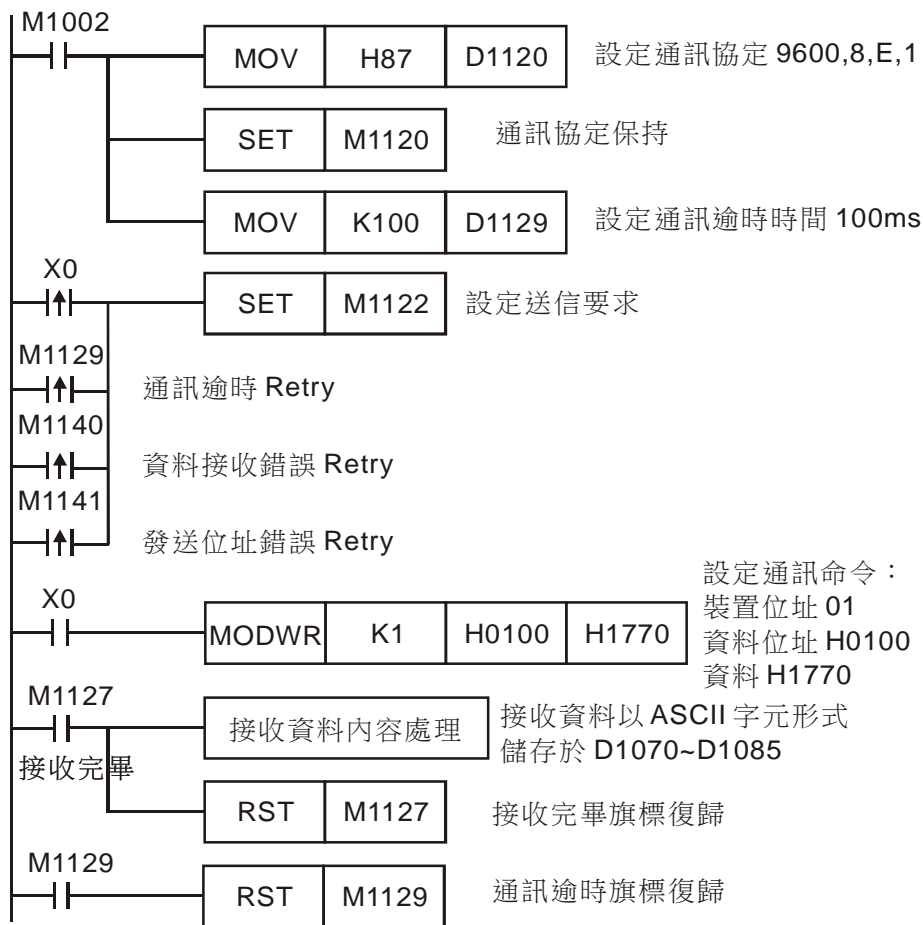 M1002
MOV H87 D1120 設定通訊協定 9600,8,E,1
SET M1120 通訊協定保持
MOV K100 D1129 設定通訊逾時時間 100ms
X0
SET M1122 設定送信要求
M1129
通訊逾時 Retry
M1140
資料接收錯誤 Retry
M1141
發送位址錯誤 Retry
X0
MODWR K1 H0100 H1770
設定通訊命令：
裝置位址 01
資料位址 H0100
資料 H1770
M1127
接收完畢
接收資料內容處理
接收資料以 ASCII 字元形式
儲存於 D1070~D1085
RST M1127 接收完畢旗標復歸
M1129
RST M1129 通訊逾時旗標復歸